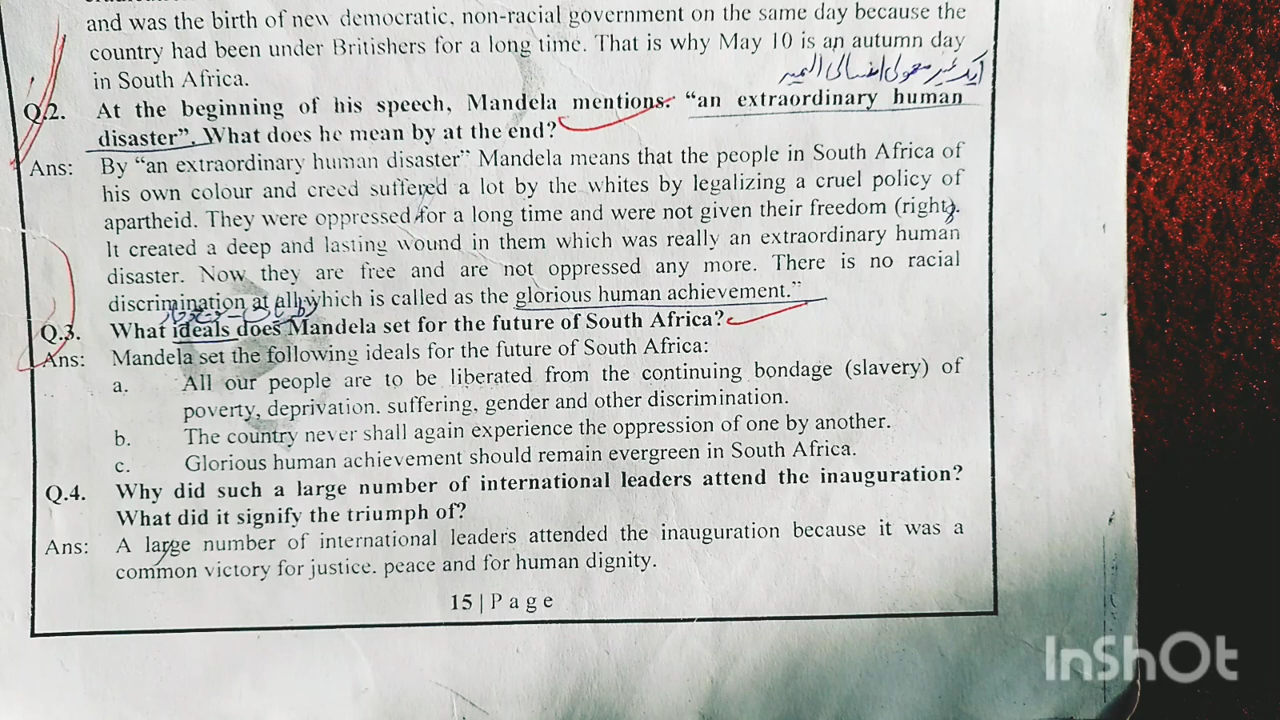 and was the birth of new democratic, non-racial government on the same day because the
country had been under Britishers for a long time. That is why May 10 is an autumn day
in South Africa.
ایک غیر معمولی انسانی المیہ
Q.2. At the beginning of his speech, Mandela mentions: “an extraordinary human
disaster”. What does he mean by at the end?
Ans: By “an extraordinary human disaster” Mandela means that the people in South Africa of
his own colour and creed suffered a lot by the whites by legalizing a cruel policy of
apartheid. They were oppressed for a long time and were not given their freedom (right).
It created a deep and lasting wound in them which was really an extraordinary human
disaster. Now they are free and are not oppressed any more. There is no racial
discrimination at all which is called as the glorious human achievement.”
Q.3. What ideals does Mandela set for the future of South Africa?
Ans: Mandela set the following ideals for the future of South Africa:
a. All our people are to be liberated from the continuing bondage (slavery) of
poverty, deprivation. suffering, gender and other discrimination.
b. The country never shall again experience the oppression of one by another.
c. Glorious human achievement should remain evergreen in South Africa.
Q.4. Why did such a large number of international leaders attend the inauguration?
What did it signify the triumph of?
Ans: A large number of international leaders attended the inauguration because it was a
common victory for justice. peace and for human dignity.
15 | P a g e
InShOt